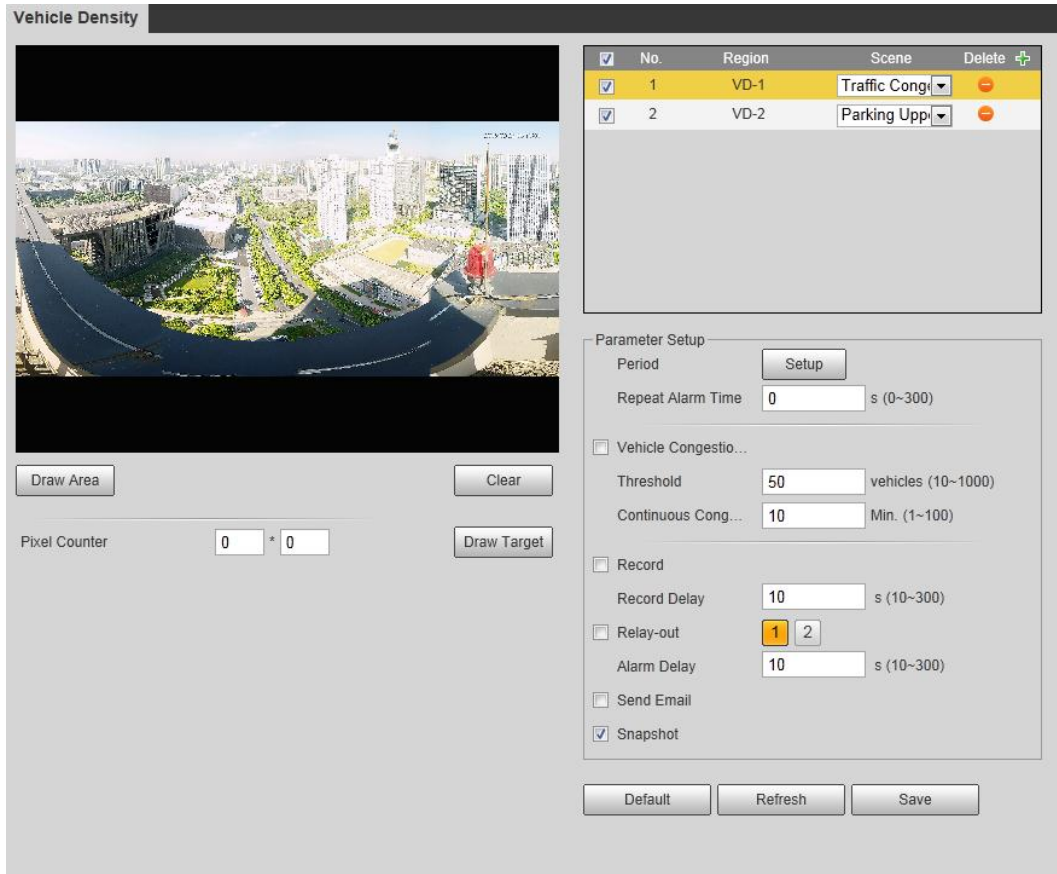 Vehicle Density
No. Region Scene Delete
1 VD-1 Traffic Cong
2 VD-2 Parking Upp
Parameter Setup
Period Setup
Repeat Alarm Time 0 s (0~300)
Vehicle Congestio...
Threshold 50 vehicles (10~1000)
Continuous Cong... 10 Min. (1~100)
Record
Record Delay 10 s (10~300)
Relay-out 1 2
Alarm Delay 10 s (10~300)
Send Email
Snapshot
Default Refresh Save
Draw Area Clear
Pixel Counter 0 * 0 Draw Target